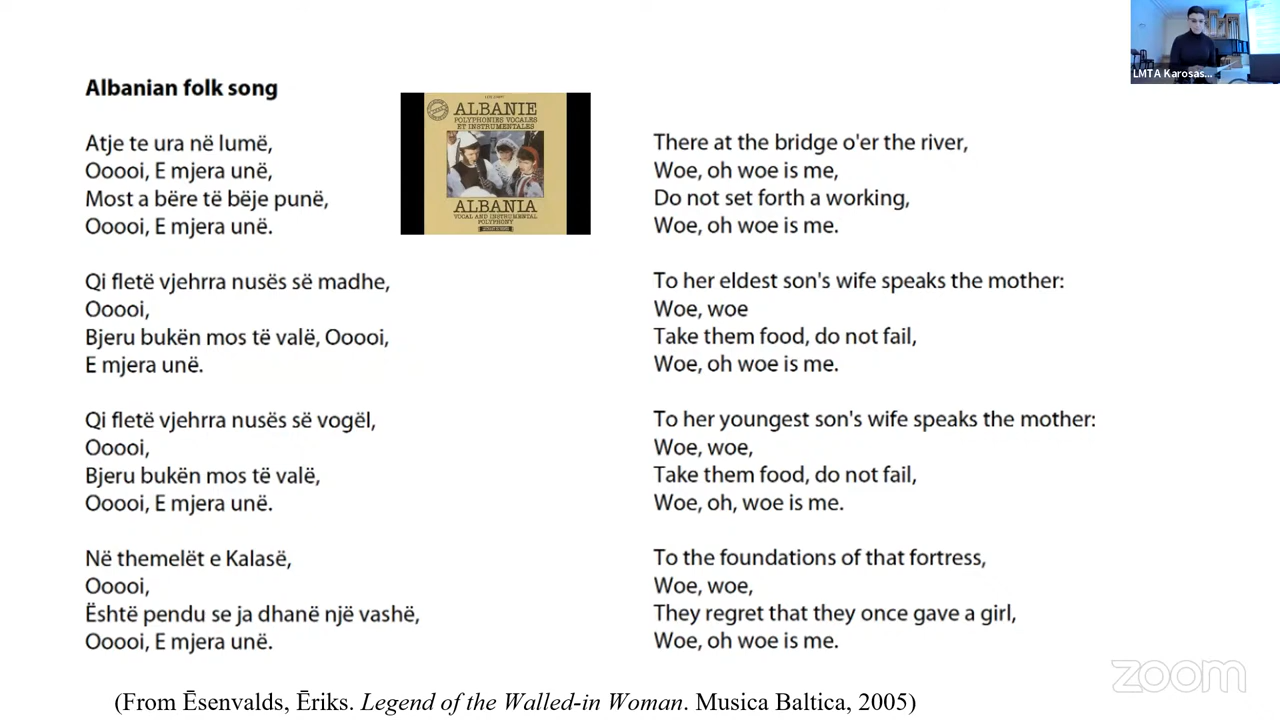 LMTA Karosas...
Albanian folk song
Atje te ura në lumë,
Ooooi, E mjera unë,
Most a bëre të bëje punë,
Ooooi, E mjera unë.
Qi fletë vjehrra nusës së madhe,
Ooooi,
Bjeru bukën mos të valë, Ooooi,
E mjera unë.
Qi fletë vjehrra nusës së vogël,
Ooooi,
Bjeru bukën mos të valë,
Ooooi, E mjera unë.
Në themelët e Kalasë,
Ooooi,
Është pendu se ja dhanë një vashë,
Ooooi, E mjera unë.
ALBANIE
POLYPHONIES VOCALES
ET INSTRUMENTALES
ALBANIA
VOCAL AND INSTRUMENTAL
POLYPHONY
There at the bridge o'er the river,
Woe, oh woe is me,
Do not set forth a working,
Woe, oh woe is me.
To her eldest son's wife speaks the mother:
Woe, woe
Take them food, do not fail,
Woe, oh woe is me.
To her youngest son's wife speaks the mother:
Woe, woe,
Take them food, do not fail,
Woe, oh, woe is me.
To the foundations of that fortress,
Woe, woe,
They regret that they once gave a girl,
Woe, oh woe is me.
(From Ēsenvalds, Ēriks. Legend of the Walled-in Woman. Musica Baltica, 2005)
zoom